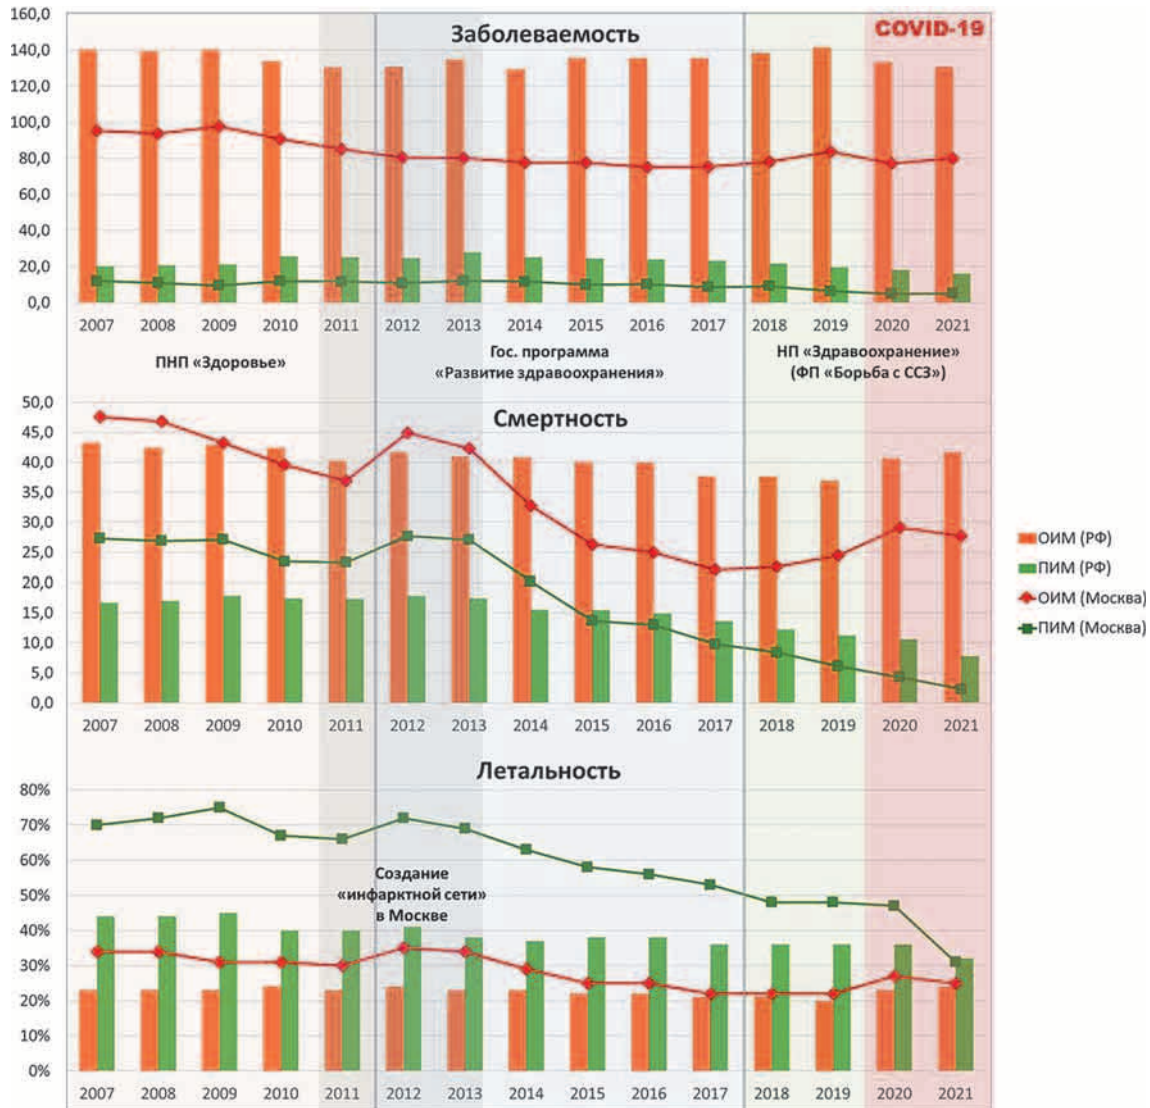 160,0
140,0
120,0
100,0
80,0
60,0
40,0
20,0
0,0
Заболеваемость
COVID-19
2007 2008 2009 2010 2011 2012 2013 2014 2015 2016 2017 2018 2019 2020 2021
ПНП «Здоровье»
Гос. программа
«Развитие здравоохранения»
НП «Здравоохранение»
(ФП «Борьба с ССЗ»)
50,0
45,0
40,0
35,0
30,0
25,0
20,0
15,0
10,0
5,0
0,0
Смертность
2007 2008 2009 2010 2011 2012 2013 2014 2015 2016 2017 2018 2019 2020 2021
ОИМ (РФ)
ПИМ (РФ)
ОИМ (Москва)
ПИМ (Москва)
Летальность
80%
70%
60%
50%
40%
30%
20%
10%
0%
Создание
«инфарктной сети»
в Москве
2007 2008 2009 2010 2011 2012 2013 2014 2015 2016 2017 2018 2019 2020 2021